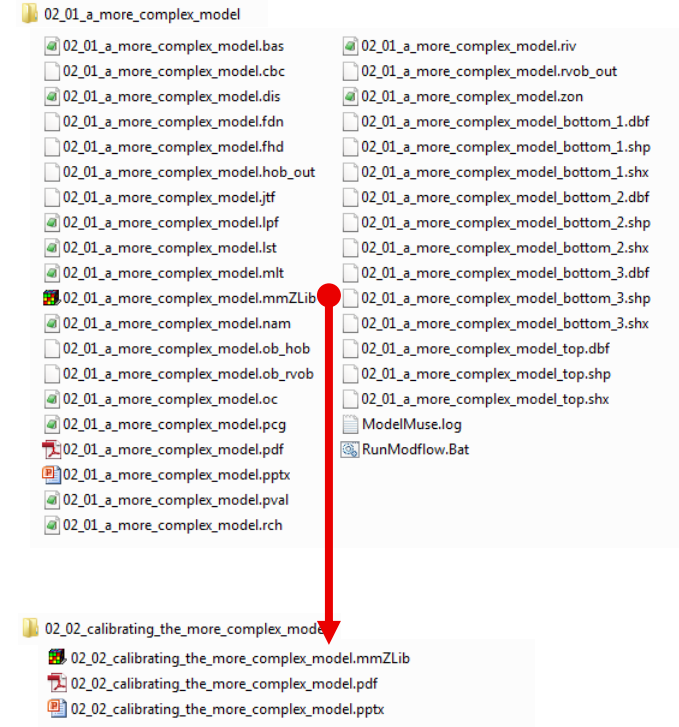 02_01_a_more_complex_model
02_01_a_more_complex_model.bas
02_01_a_more_complex_model.cbc
02_01_a_more_complex_model.dis
02_01_a_more_complex_model.fdn
02_01_a_more_complex_model.fhd
02_01_a_more_complex_model.hob_out
02_01_a_more_complex_model.jtf
02_01_a_more_complex_model.lpf
02_01_a_more_complex_model.lst
02_01_a_more_complex_model.mlt
02_01_a_more_complex_model.mmZLib
02_01_a_more_complex_model.nam
02_01_a_more_complex_model.ob_hob
02_01_a_more_complex_model.ob_rvob
02_01_a_more_complex_model.oc
02_01_a_more_complex_model.pcg
02_01_a_more_complex_model.pdf
02_01_a_more_complex_model.pptx
02_01_a_more_complex_model.pval
02_01_a_more_complex_model.rch
02_01_a_more_complex_model.riv
02_01_a_more_complex_model.rvob_out
02_01_a_more_complex_model.zon
02_01_a_more_complex_model_bottom_1.dbf
02_01_a_more_complex_model_bottom_1.shp
02_01_a_more_complex_model_bottom_1.shx
02_01_a_more_complex_model_bottom_2.dbf
02_01_a_more_complex_model_bottom_2.shp
02_01_a_more_complex_model_bottom_2.shx
02_01_a_more_complex_model_bottom_3.dbf
02_01_a_more_complex_model_bottom_3.shp
02_01_a_more_complex_model_bottom_3.shx
02_01_a_more_complex_model_top.dbf
02_01_a_more_complex_model_top.shp
02_01_a_more_complex_model_top.shx
ModelMuse.log
RunModflow.Bat
02_02_calibrating_the_more_complex_mode
02_02_calibrating_the_more_complex_model.mmZLib
02_02_calibrating_the_more_complex_model.pdf
02_02_calibrating_the_more_complex_model.pptx